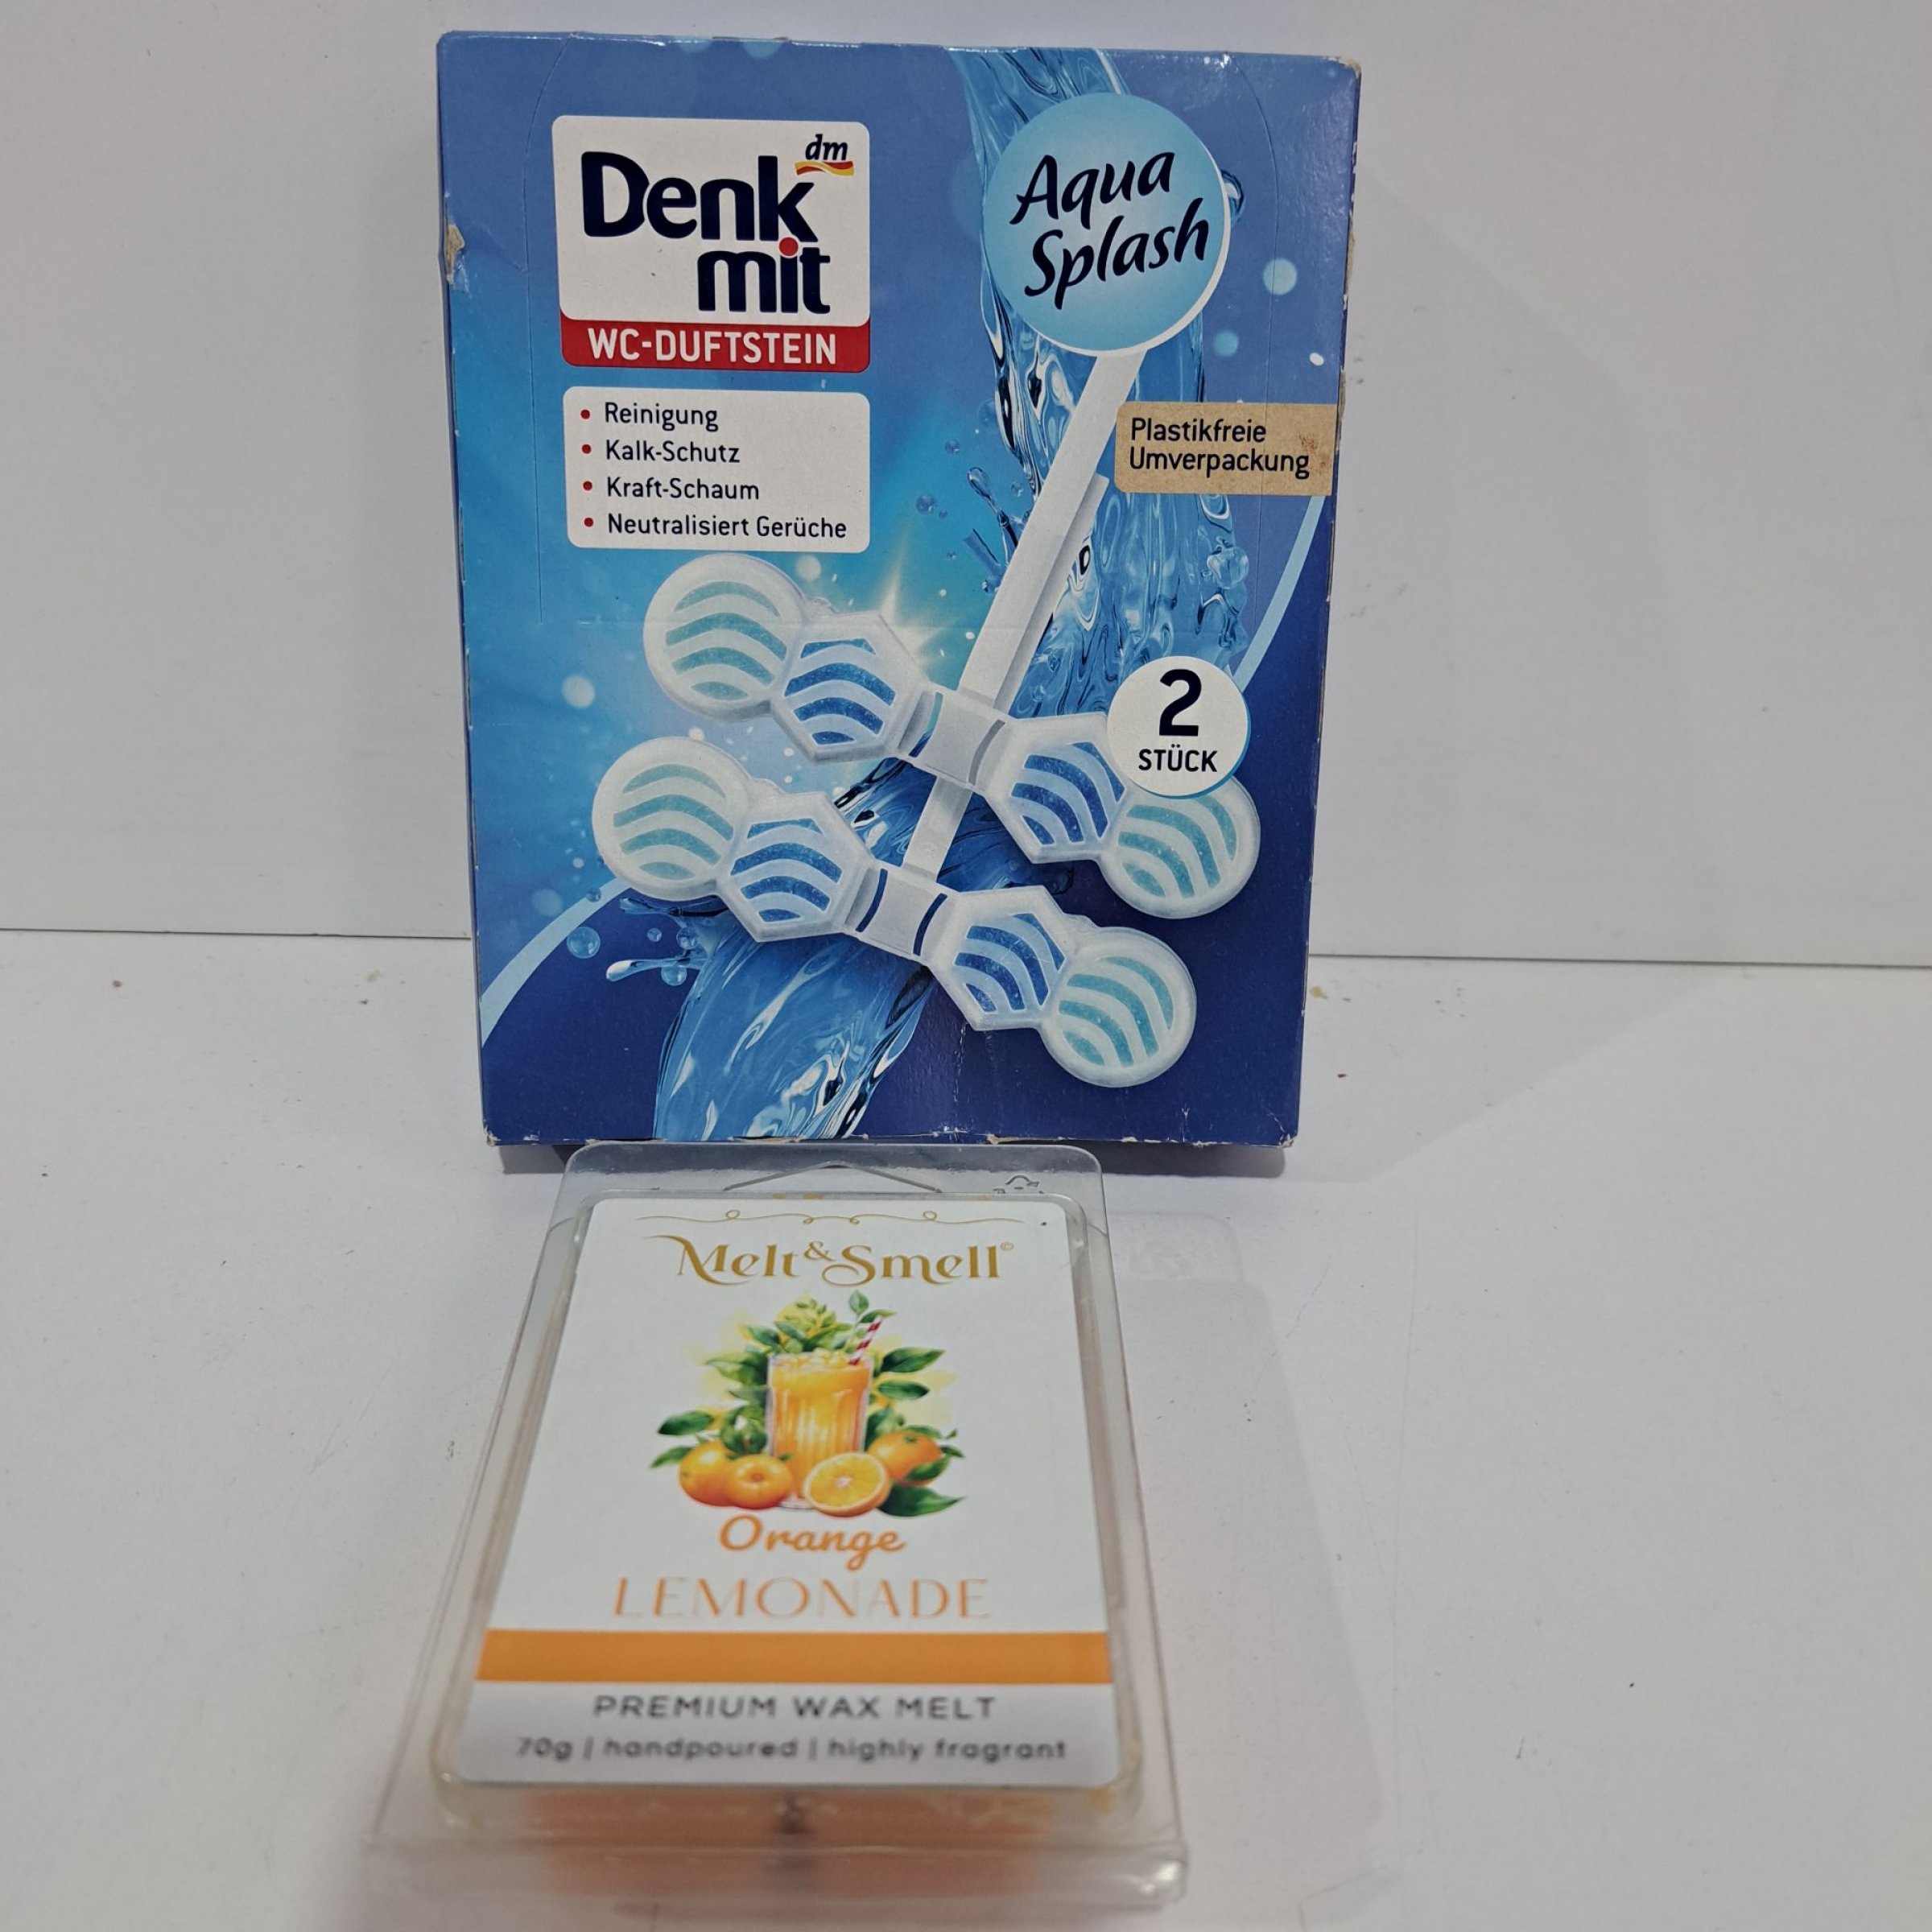 dm
Denk
mit
WC-DUFTSTEIN
Aqua
Splash
• Reinigung
• Kalk-Schutz
• Kraft-Schaum
• Neutralisiert Gerüche
Plastikfreie
Umverpackung
2
STÜCK
Melt&Smell©
Orange
LEMONADE
PREMIUM WAX MELT
70g | handpoured | highly fragrant